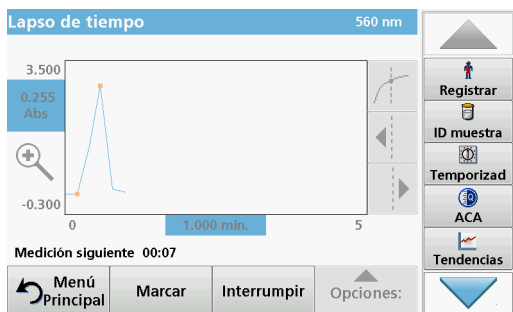 Lapso de tiempo 560 nm
3.500
0.255
Abs
-0.300
0 1.000 min. 5
Medición siguiente 00:07
Menú
Principal
Marcar
Interrumpir
Opciones:
Registrar
ID muestra
Temporizad
ACA
Tendencias